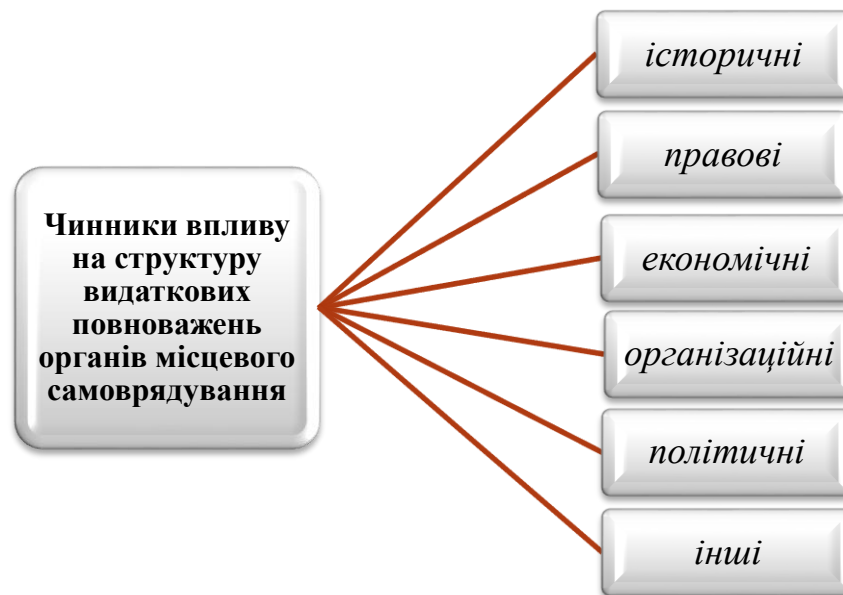 Чинники впливу
на структуру
видаткових
повноважень
органів місцевого
самоврядування
історичні
правові
економічні
організаційні
політичні
інші